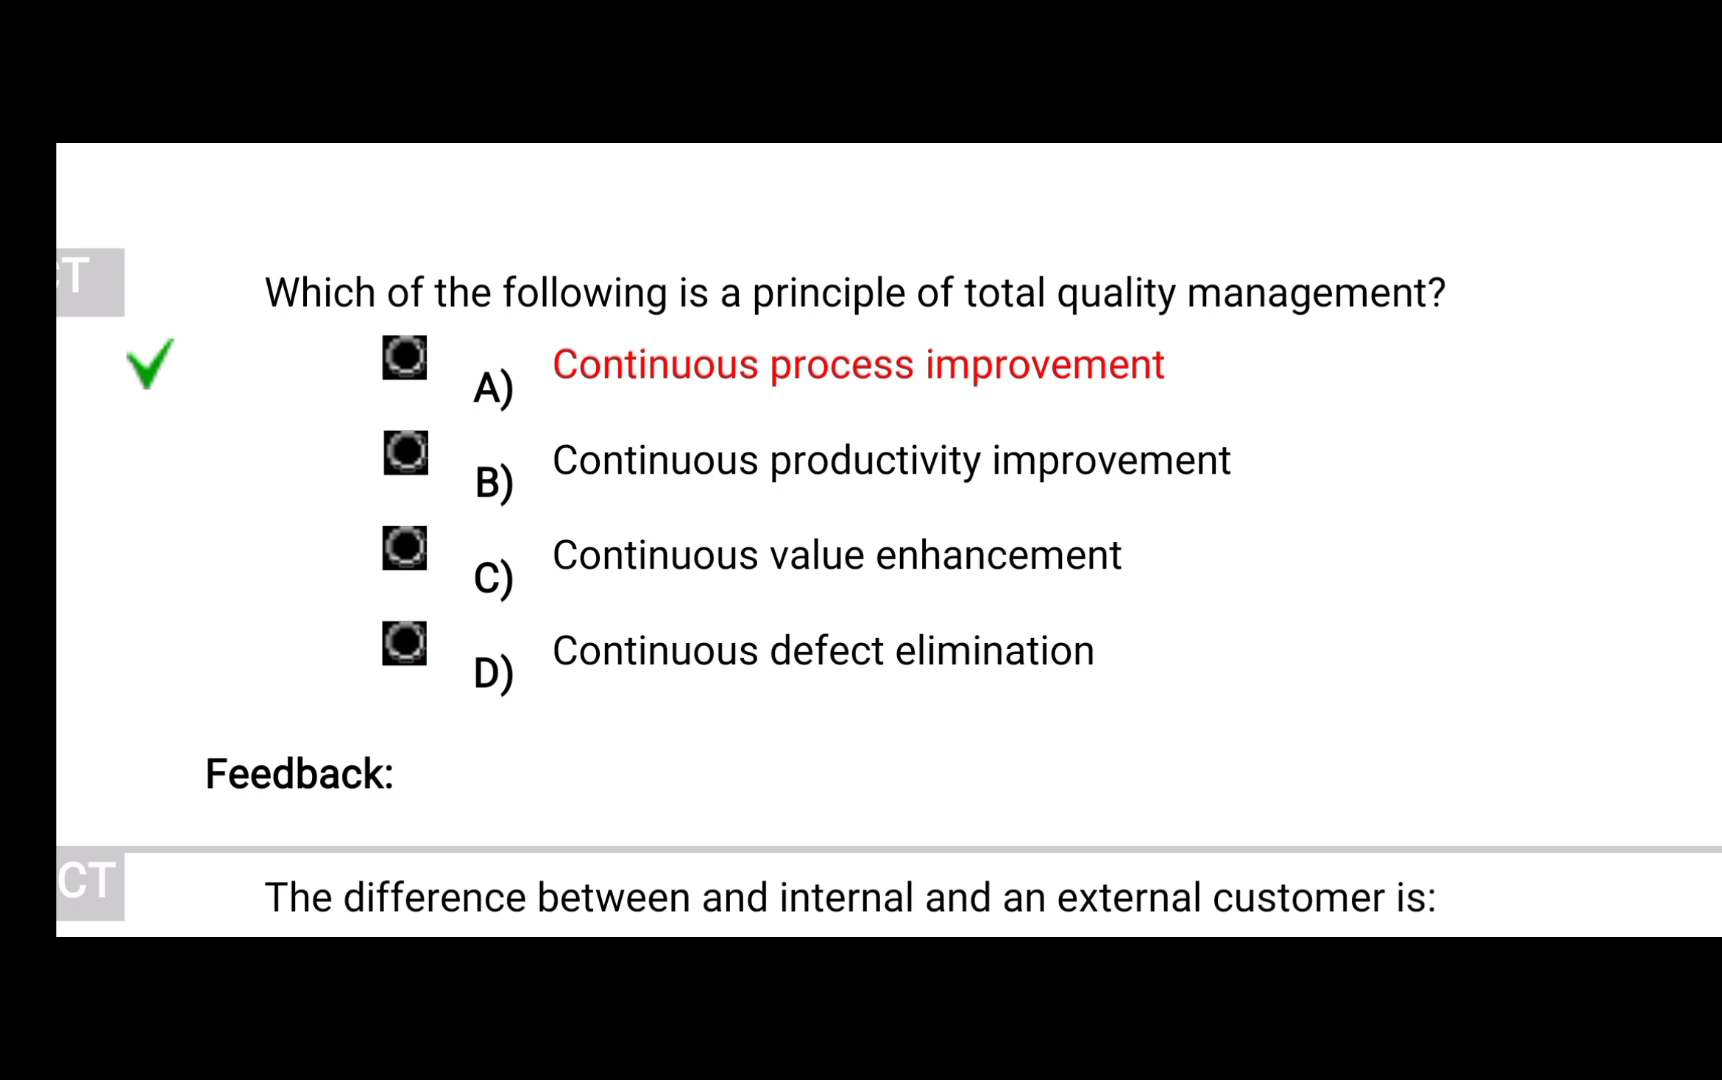 CT
Which of the following is a principle of total quality management?
A) Continuous process improvement
B) Continuous productivity improvement
C) Continuous value enhancement
D) Continuous defect elimination
Feedback:
CT
The difference between and internal and an external customer is: